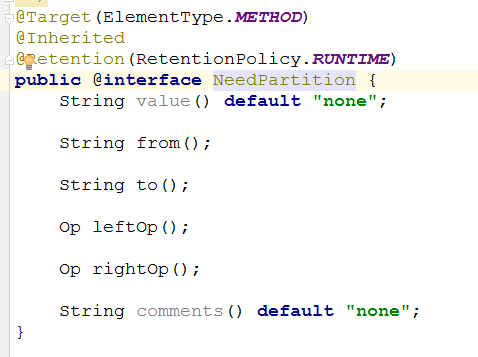 @Target(ElementType.METHOD)
@Inherited
@Retention(RetentionPolicy.RUNTIME)
public @interface NeedPartition {
String value() default "none";
String from();
String to();
Op leftOp();
Op rightOp();
String comments() default "none";
}